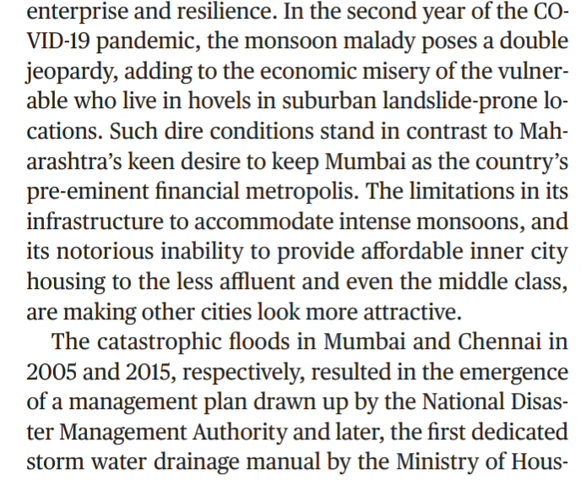 enterprise and resilience. In the second year of the CO-
VID-19 pandemic, the monsoon malady poses a double
jeopardy, adding to the economic misery of the vulner-
able who live in hovels in suburban landslide-prone lo-
cations. Such dire conditions stand in contrast to Mah-
arashtra’s keen desire to keep Mumbai as the country’s
pre-eminent financial metropolis. The limitations in its
infrastructure to accommodate intense monsoons, and
its notorious inability to provide affordable inner city
housing to the less affluent and even the middle class,
are making other cities look more attractive.
The catastrophic floods in Mumbai and Chennai in
2005 and 2015, respectively, resulted in the emergence
of a management plan drawn up by the National Disas-
ter Management Authority and later, the first dedicated
storm water drainage manual by the Ministry of Hous-